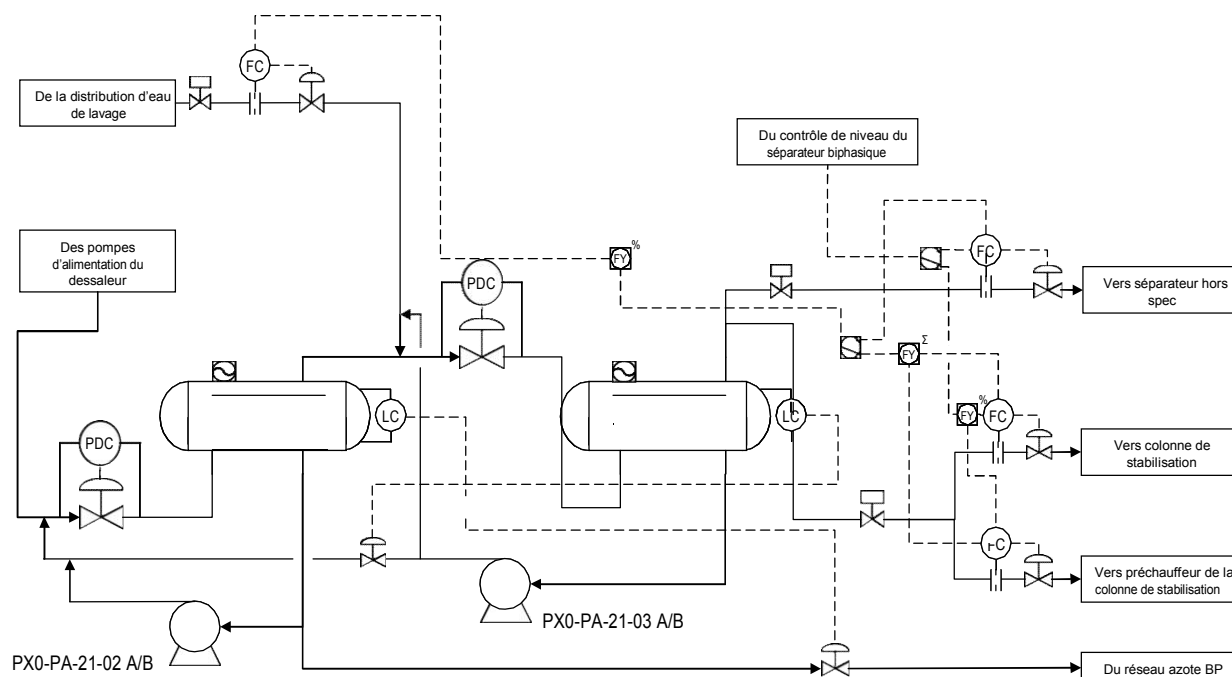 FC
De la distribution d'eau
de lavage
Du contrôle de niveau du
séparateur biphasique
Des pompes
d'alimentation du
dessaleur
FY
%
FC
PDC
Vers séparateur hors
spec
FY
Σ
LC
LC
FY
%
FC
PDC
Vers colonne de
stabilisation
FC
Vers préchauffeur de la
colonne de stabilisation
PX0-PA-21-03 A/B
PX0-PA-21-02 A/B
Du réseau azote BP